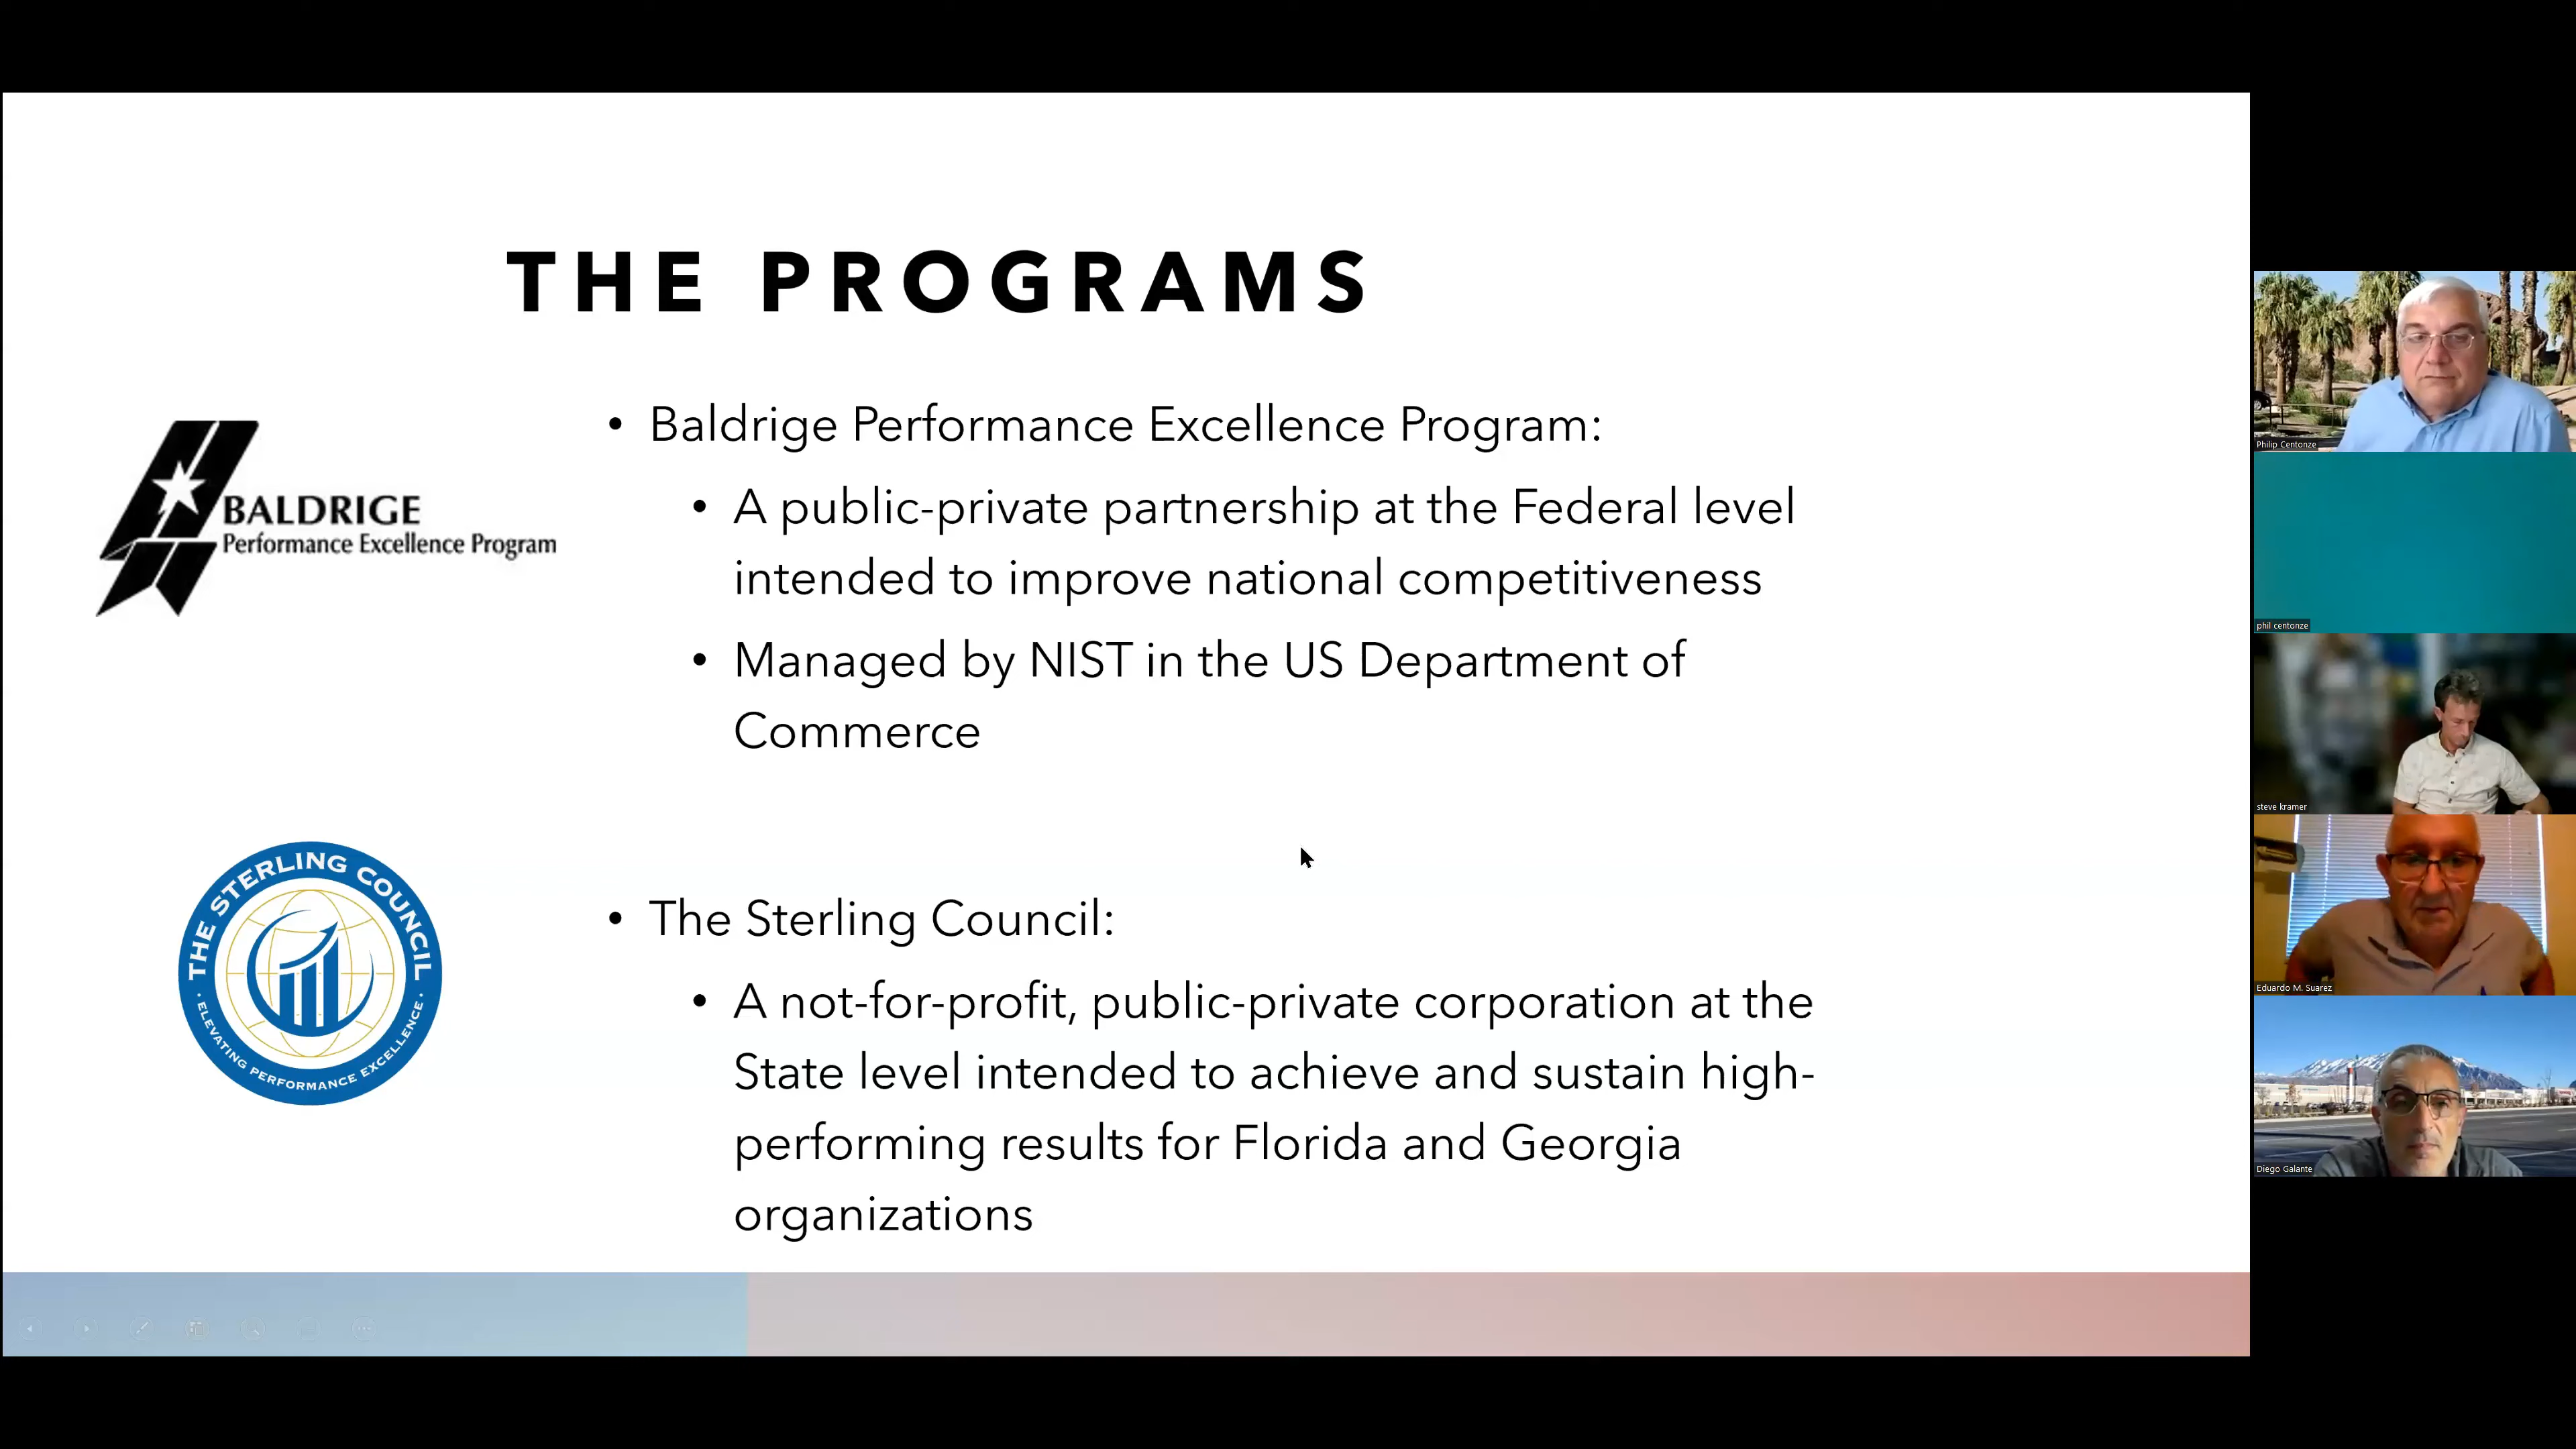 THE PROGRAMS
BALDRIGE
Performance Excellence Program
• Baldrige Performance Excellence Program:
• A public-private partnership at the Federal level
intended to improve national competitiveness
• Managed by NIST in the US Department of
Commerce
THE STERLING COUNCIL
• ELEVATING PERFORMANCE EXCELLENCE •
• The Sterling Council:
• A not-for-profit, public-private corporation at the
State level intended to achieve and sustain high-
performing results for Florida and Georgia
organizations
Philip Centonze
phil centonze
steve kramer
Eduardo M. Suarez
Diego Galante